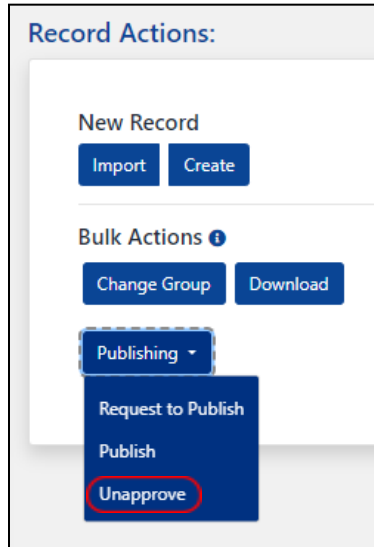 Record Actions:
New Record
Import Create
Bulk Actions
Change Group Download
Publishing
Request to Publish
Publish
Unapprove